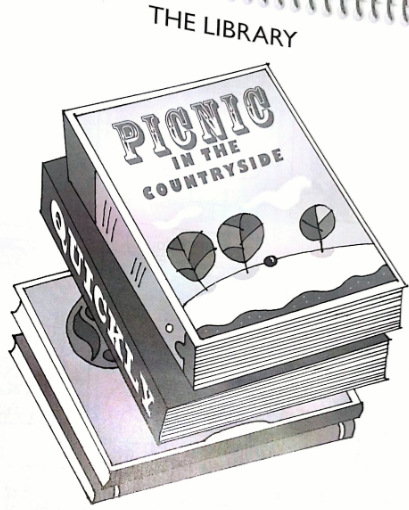 THE LIBRARY
PICNIC
IN THE
COUNTRYSIDE
QUICKLY